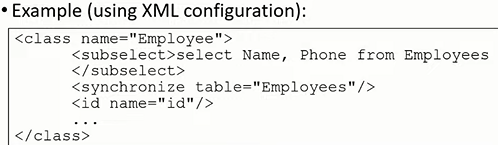 • Example (using XML configuration):
<class name="Employee">
<subselect>select Name, Phone from Employees
</subselect>
<synchronize table="Employees"/>
<id name="id"/>
...
</class>